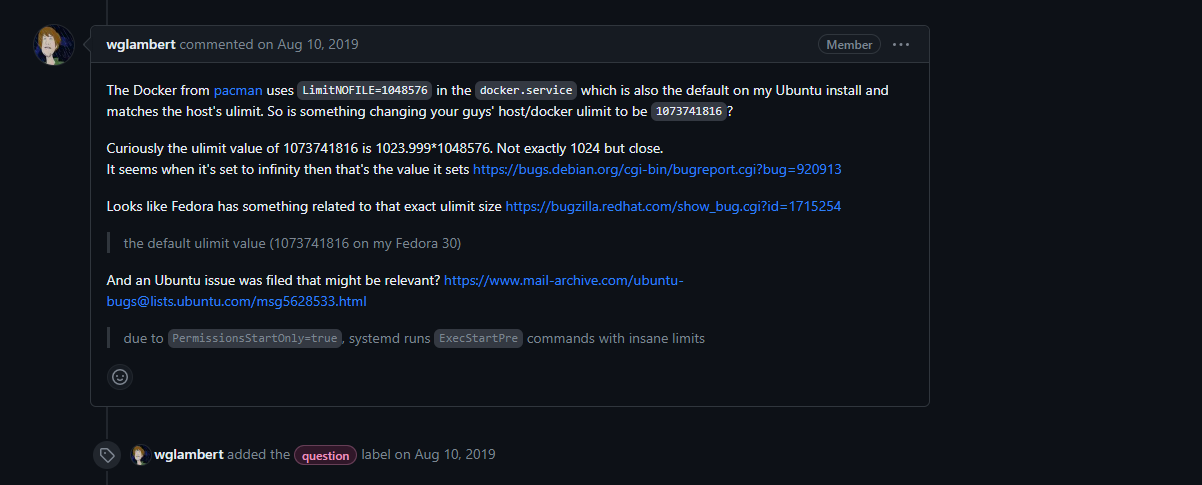 wglambert commented on Aug 10, 2019 Member
The Docker from pacman uses LimitNOFILE=1048576 in the docker.service which is also the default on my Ubuntu install and
matches the host's ulimit. So is something changing your guys' host/docker ulimit to be 1073741816?
Curiously the ulimit value of 1073741816 is 1023.999*1048576. Not exactly 1024 but close.
It seems when it's set to infinity then that's the value it sets https://bugs.debian.org/cgi-bin/bugreport.cgi?bug=920913
Looks like Fedora has something related to that exact ulimit size https://bugzilla.redhat.com/show_bug.cgi?id=1715254
the default ulimit value (1073741816 on my Fedora 30)
And an Ubuntu issue was filed that might be relevant? https://www.mail-archive.com/ubuntu-
bugs@lists.ubuntu.com/msg5628533.html
due to PermissionsStartOnly=true, systemd runs ExecStartPre commands with insane limits
wglambert added the question label on Aug 10, 2019